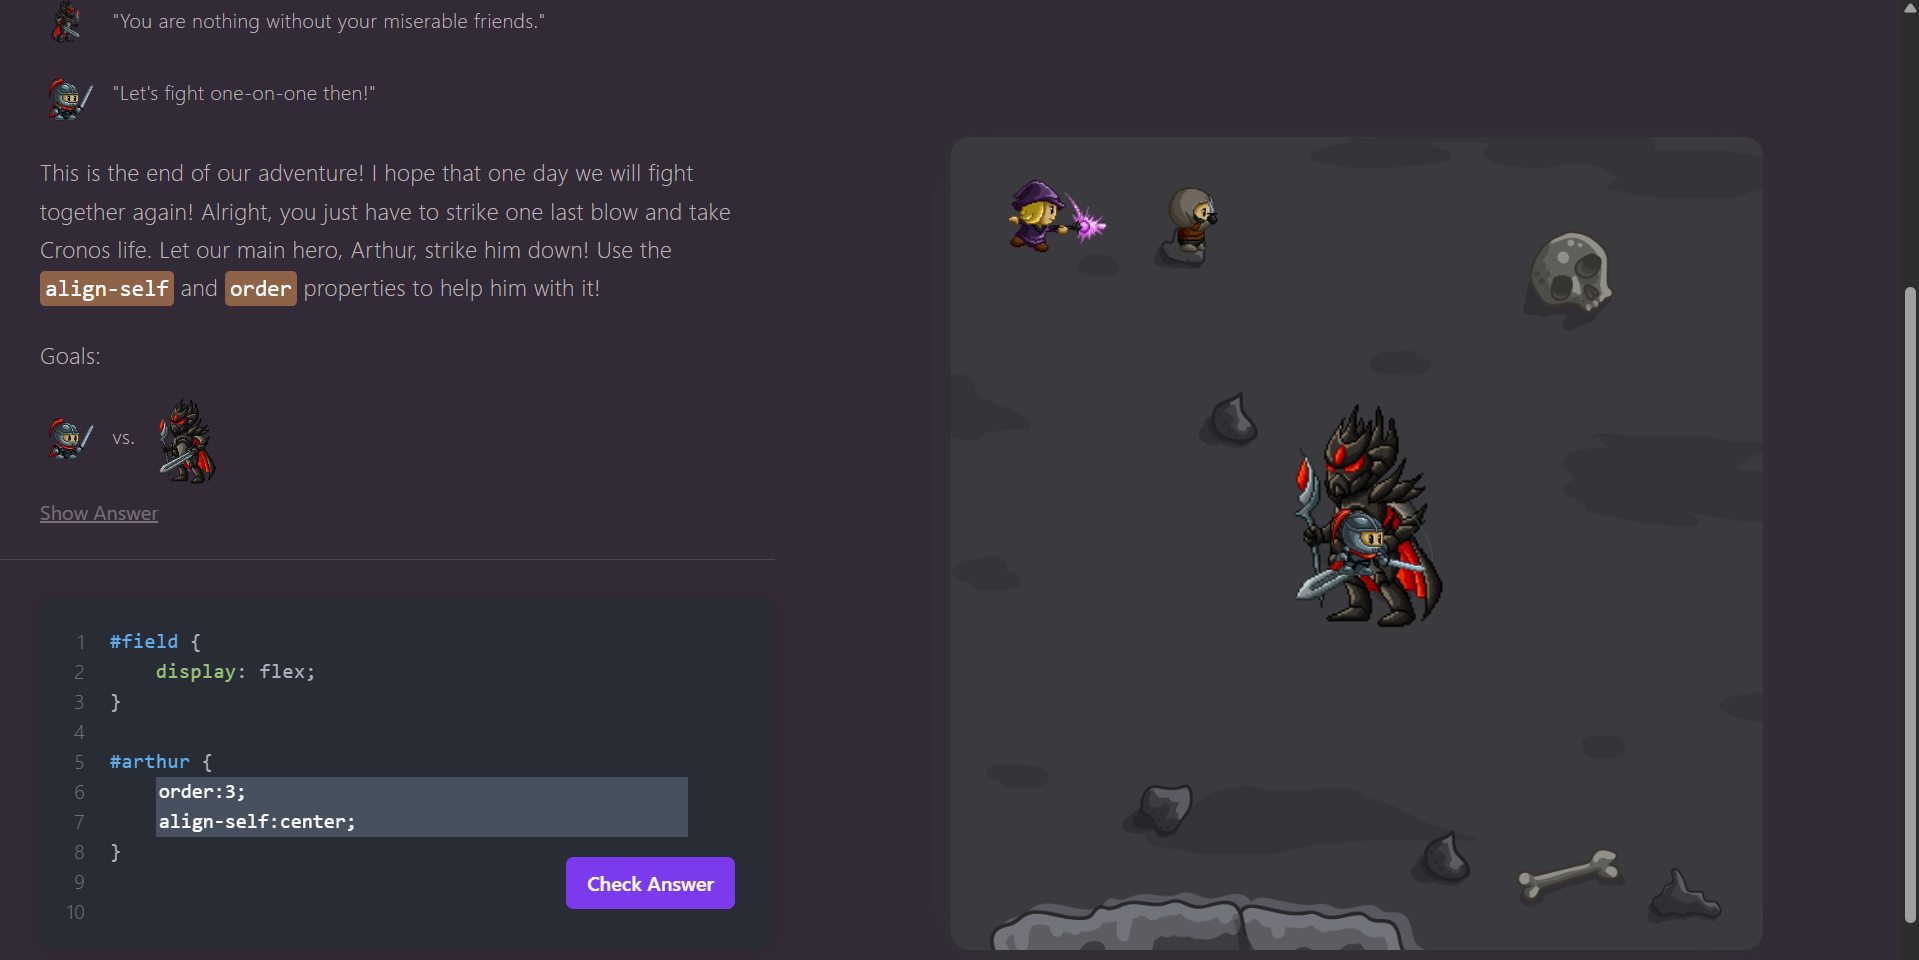 "You are nothing without your miserable friends."
"Let's fight one-on-one then!"
This is the end of our adventure! I hope that one day we will fight
together again! Alright, you just have to strike one last blow and take
Cronos life. Let our main hero, Arthur, strike him down! Use the
align-self and order properties to help him with it!
Goals:
vs.
Show Answer
1 #field {
2 display: flex;
3 }
4
5 #arthur {
6 order:3;
7 align-self:center;
8 }
9
10
Check Answer